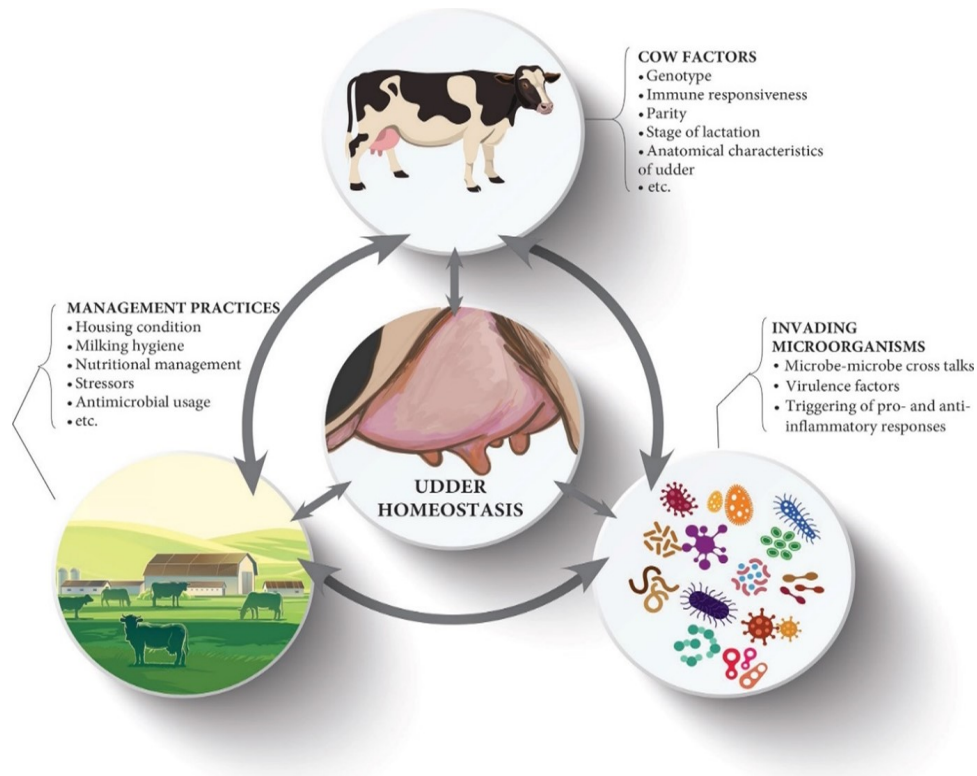 COW FACTORS
• Genotype
• Immune responsiveness
• Parity
• Stage of lactation
• Anatomical characteristics
of udder
• etc.
MANAGEMENT PRACTICES
• Housing condition
• Milking hygiene
• Nutritional management
• Stressors
• Antimicrobial usage
• etc.
INVADING
MICROORGANISMS
• Microbe-microbe cross talks
• Virulence factors
• Triggering of pro- and anti-
inflammatory responses
UDDER
HOMEOSTASIS